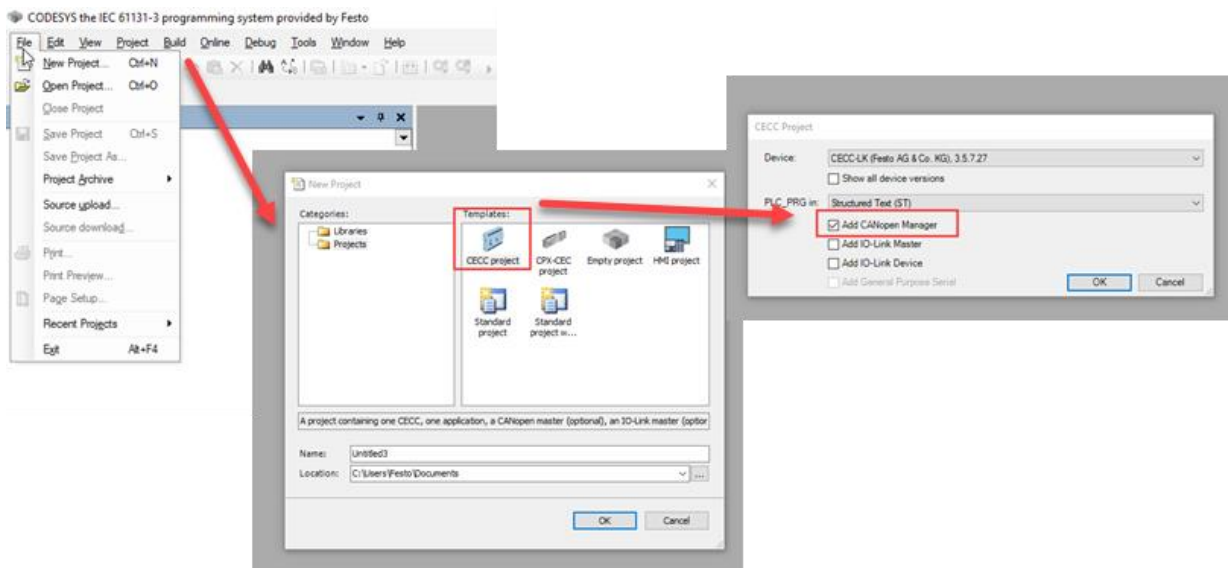 CODESYS the IEC 61131-3 programming system provided by Festo
File Edit View Project Build Online Debug Tools Window Help
New Project... Ctrl+N
Open Project... Ctrl+O
Close Project
Save Project Ctrl+S
Save Project As...
Project Archive
Source upload...
Source download...
Print...
Print Preview...
Page Setup...
Recent Projects
Exit Alt+F4
New Project
Categories:
Libraries
Projects
Templates:
CECC project
CPX-CEC project
Empty project
HMI project
Standard project
Standard project w...
A project containing one CECC, one application, a CANopen master (optional), an IO-Link master (option
Name: Untitled3
Location: C:\Users\Festo\Documents
...
OK Cancel
CECC Project
Device: CECC-LK (Festo AG & Co. KG), 3.5.7.27
Show all device versions
PLC_PRG in: Structured Text (ST)
Add CANopen Manager
Add IO-Link Master
Add IO-Link Device
Add General Purpose Serial
OK Cancel